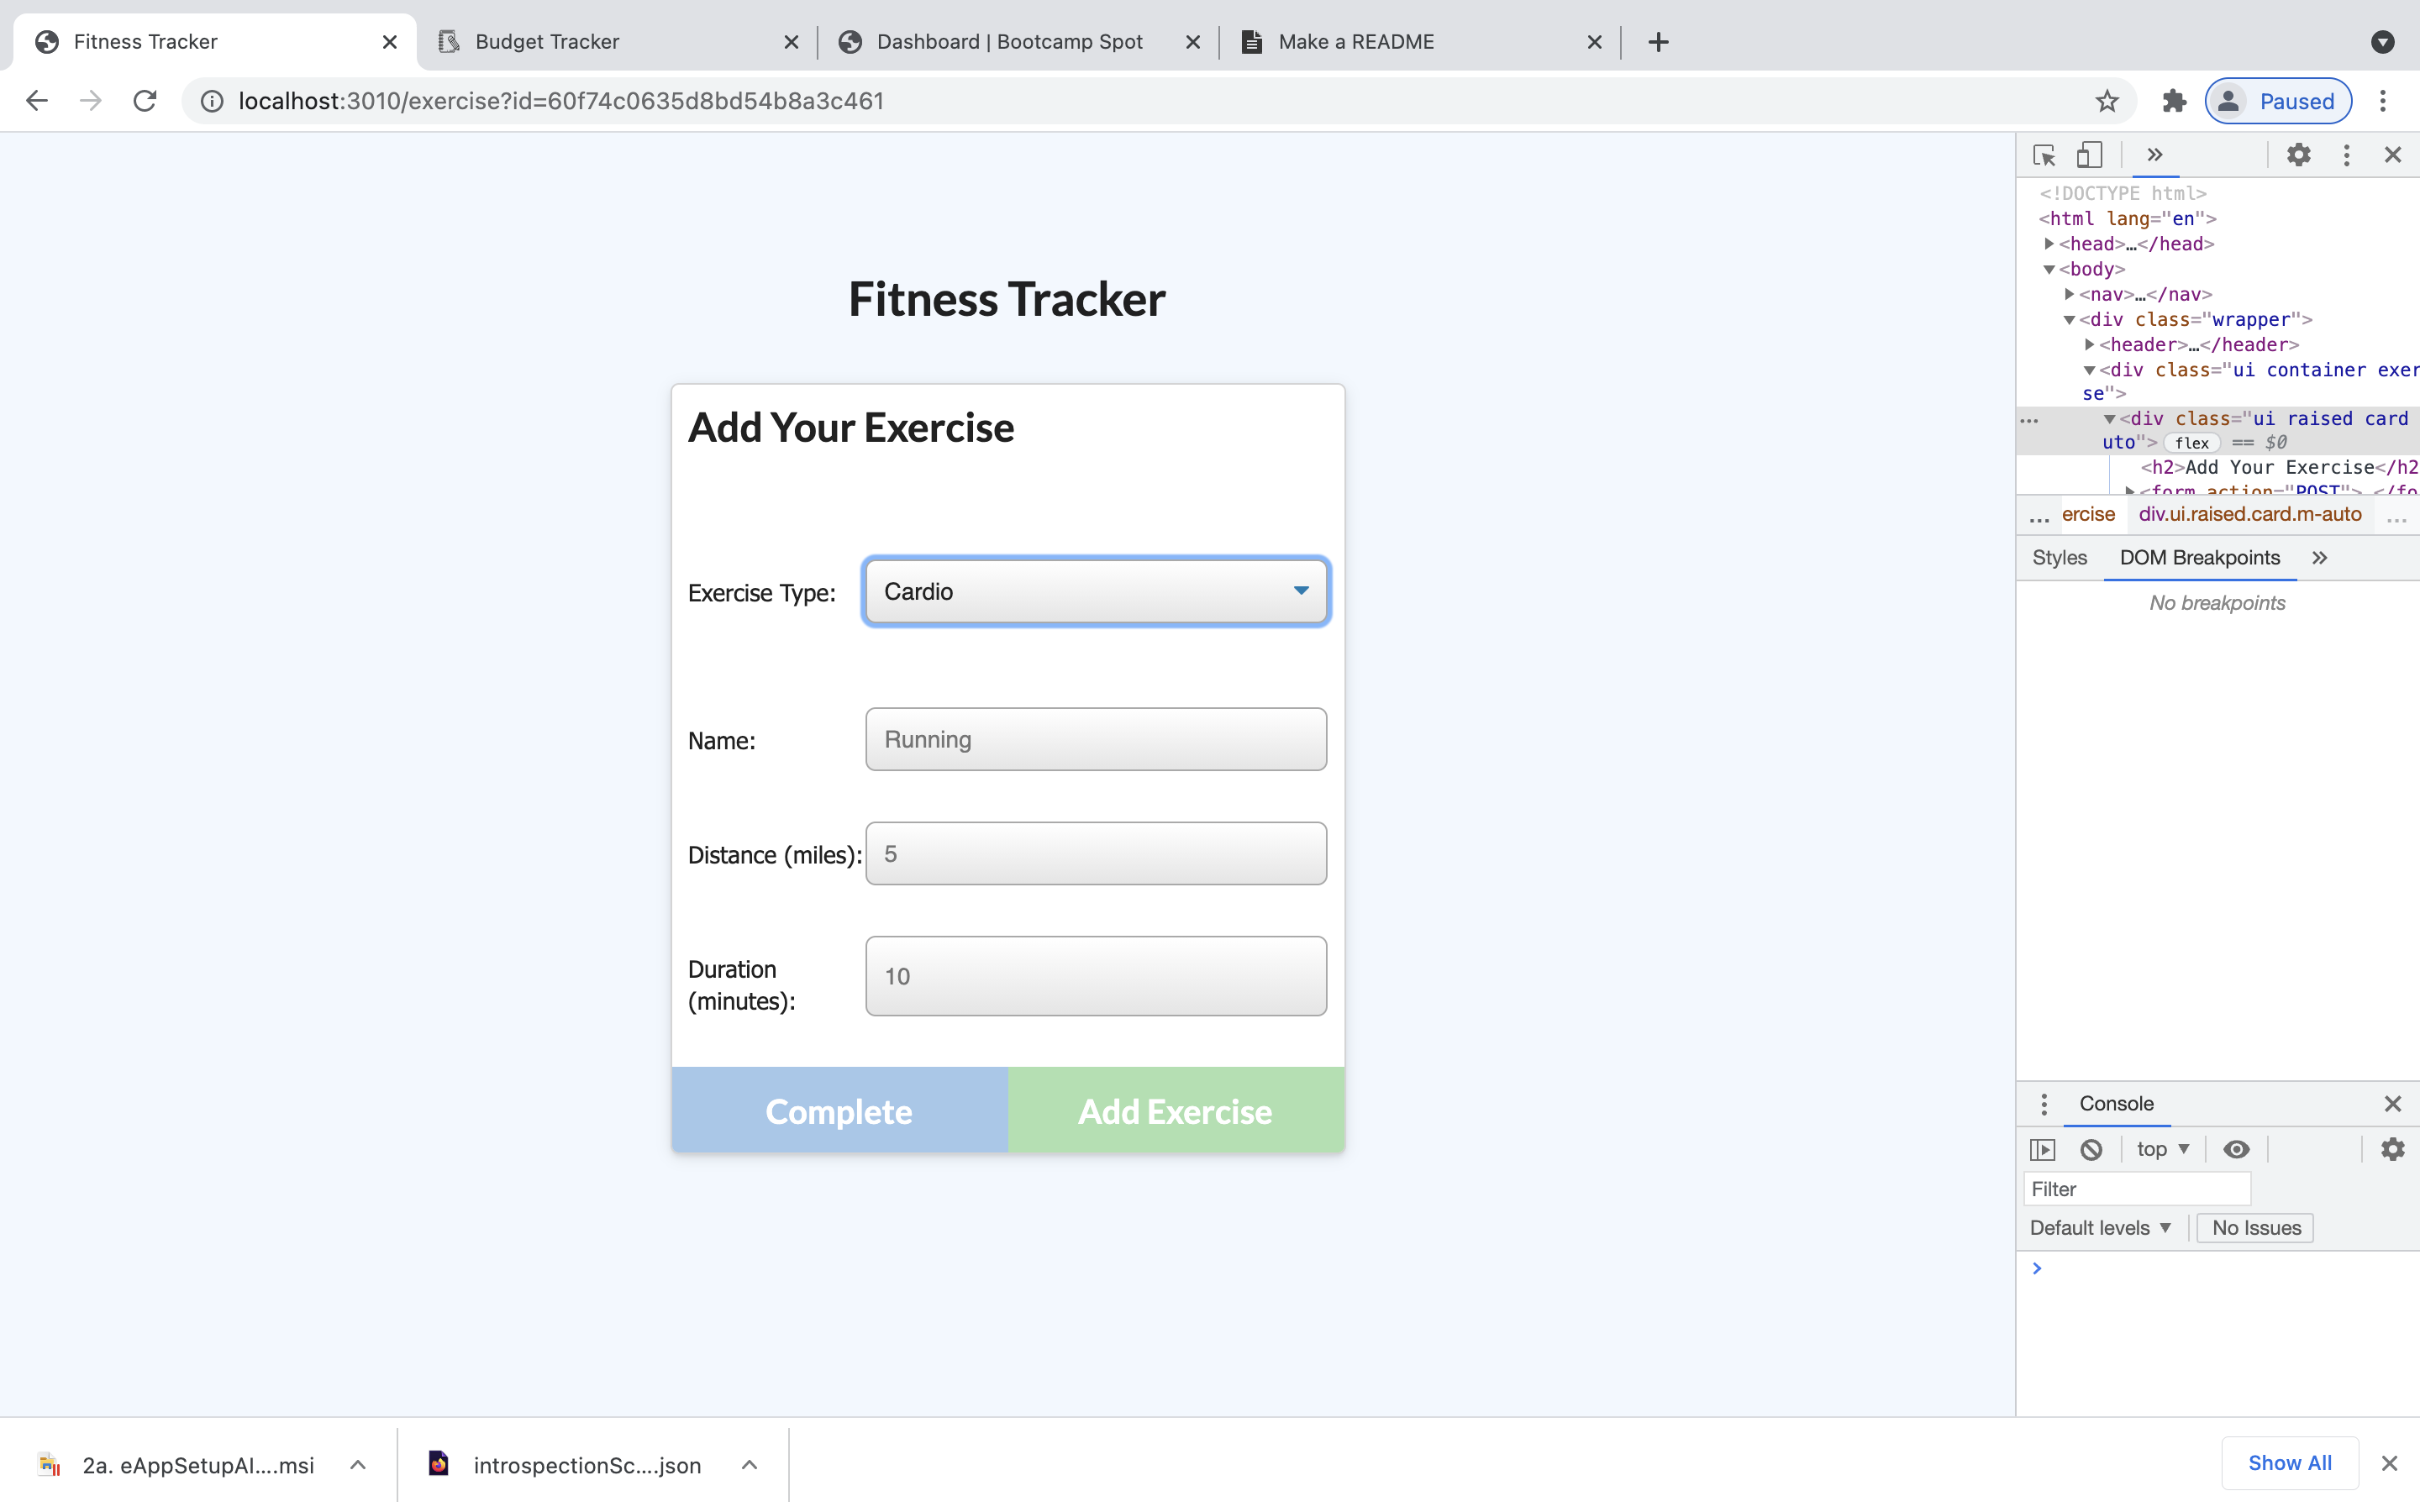 Fitness Tracker
Budget Tracker
Dashboard | Bootcamp Spot
Make a README
localhost:3010/exercise?id=60f74c0635d8bd54b8a3c461
Paused
<!DOCTYPE html>
<html lang="en">
<head>…</head>
<body>
<nav>…</nav>
<div class="wrapper">
<header>…</header>
<div class="ui container exer
se">
<div class="ui raised card
uto"> flex == $0
<h2>Add Your Exercise</h2
<form action="POST">…</fo
... ercise div.ui.raised.card.m-auto ...
Styles DOM Breakpoints
No breakpoints
Fitness Tracker
Add Your Exercise
Exercise Type: Cardio
Name: Running
Distance (miles): 5
Duration
(minutes): 10
Complete
Add Exercise
Console
top
Filter
Default levels No Issues
2a. eAppSetupAI....msi
introspectionSc....json
Show All